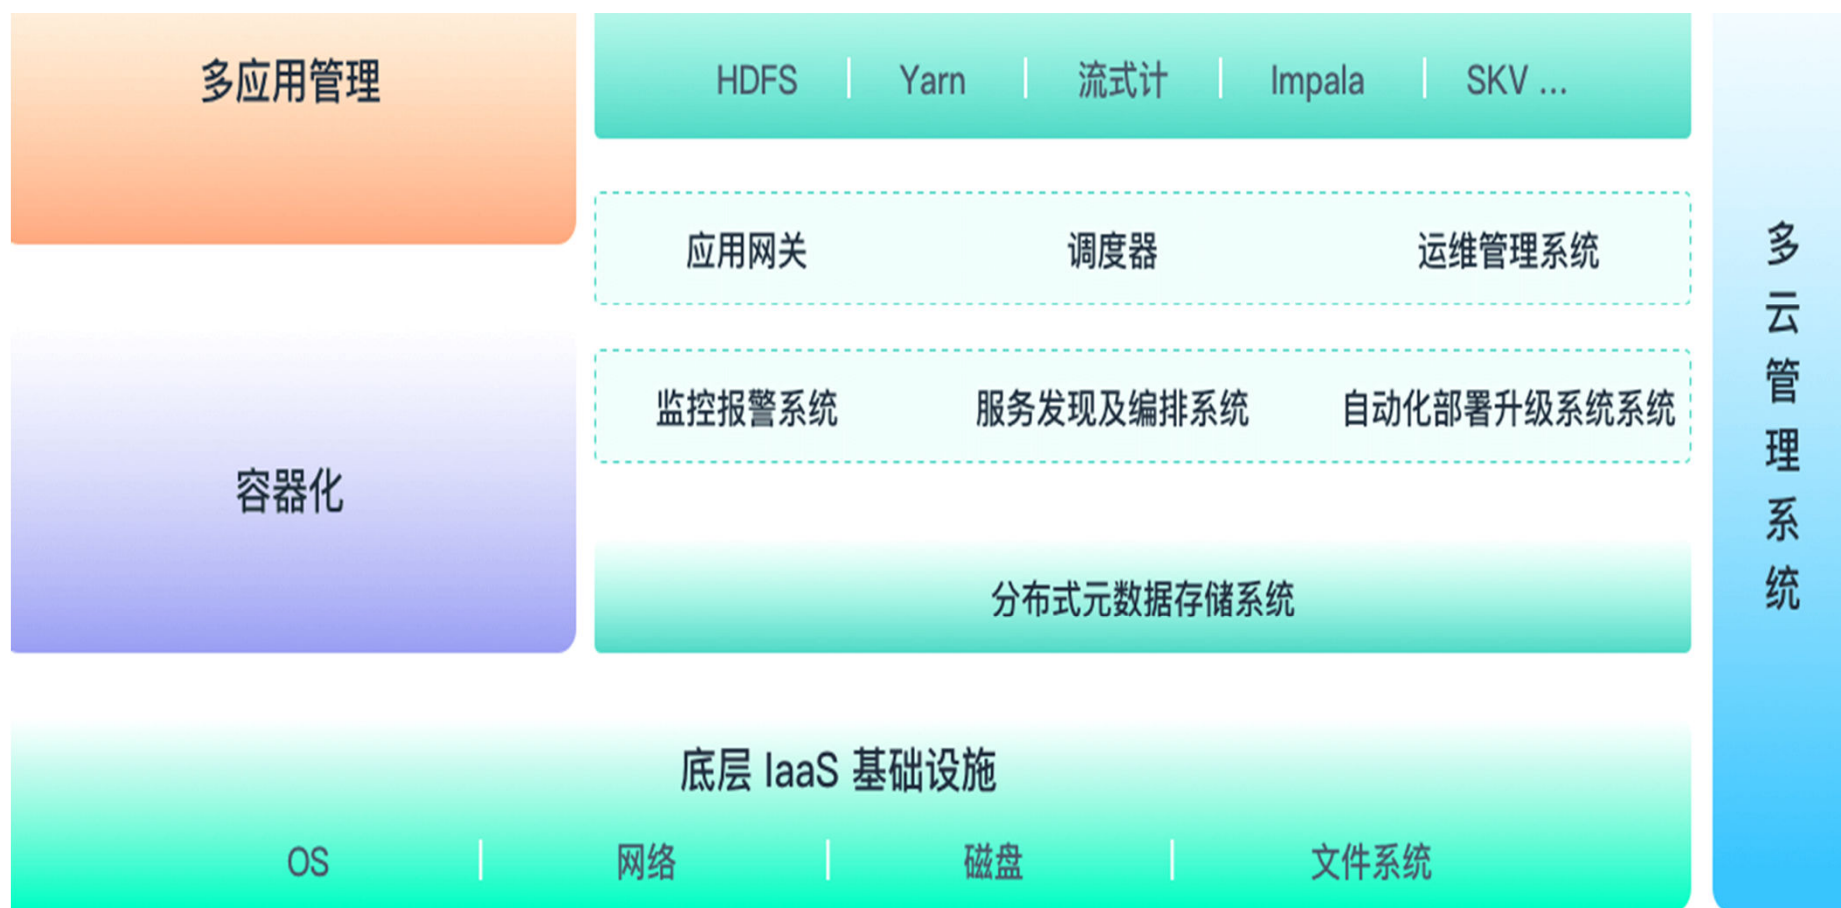 多应用管理
HDFS Yarn 流式计 Impala SKV ...
应用网关 调度器 运维管理系统
监控报警系统 服务发现及编排系统 自动化部署升级系统系统
容器化
分布式元数据存储系统
底层 IaaS 基础设施
OS 网络 磁盘 文件系统
多云管理系统